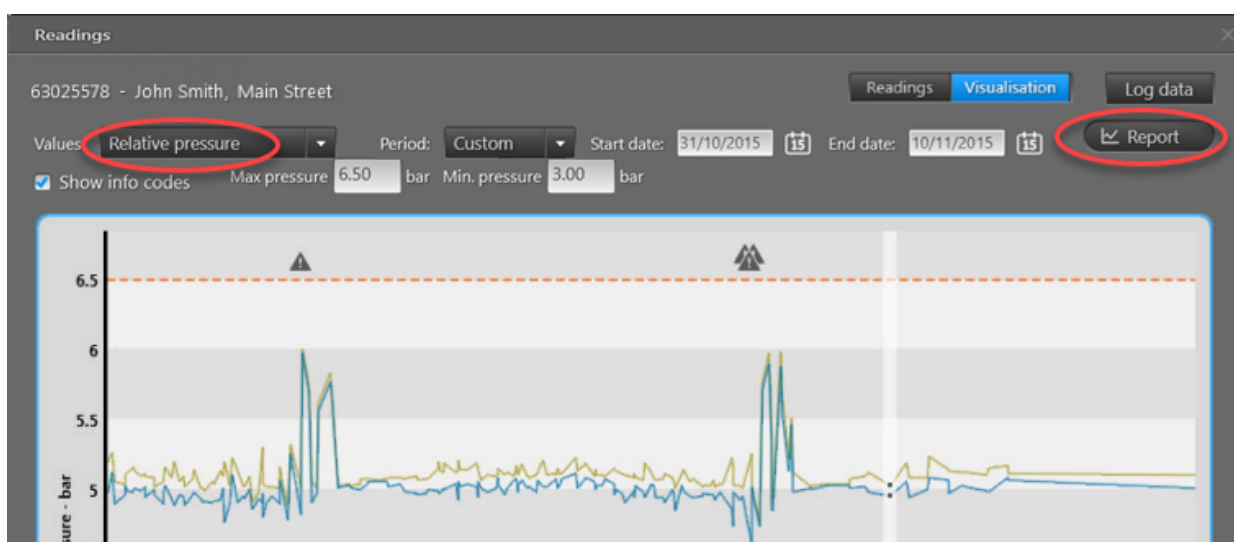 Readings
63025578 - John Smith, Main Street
Readings Visualisation Log data
Values Relative pressure Period: Custom Start date: 31/10/2015 15 End date: 10/11/2015 15 Report
Show info codes Max pressure 6.50 bar Min. pressure 3.00 bar
6.5
6
5.5
5
sure - bar